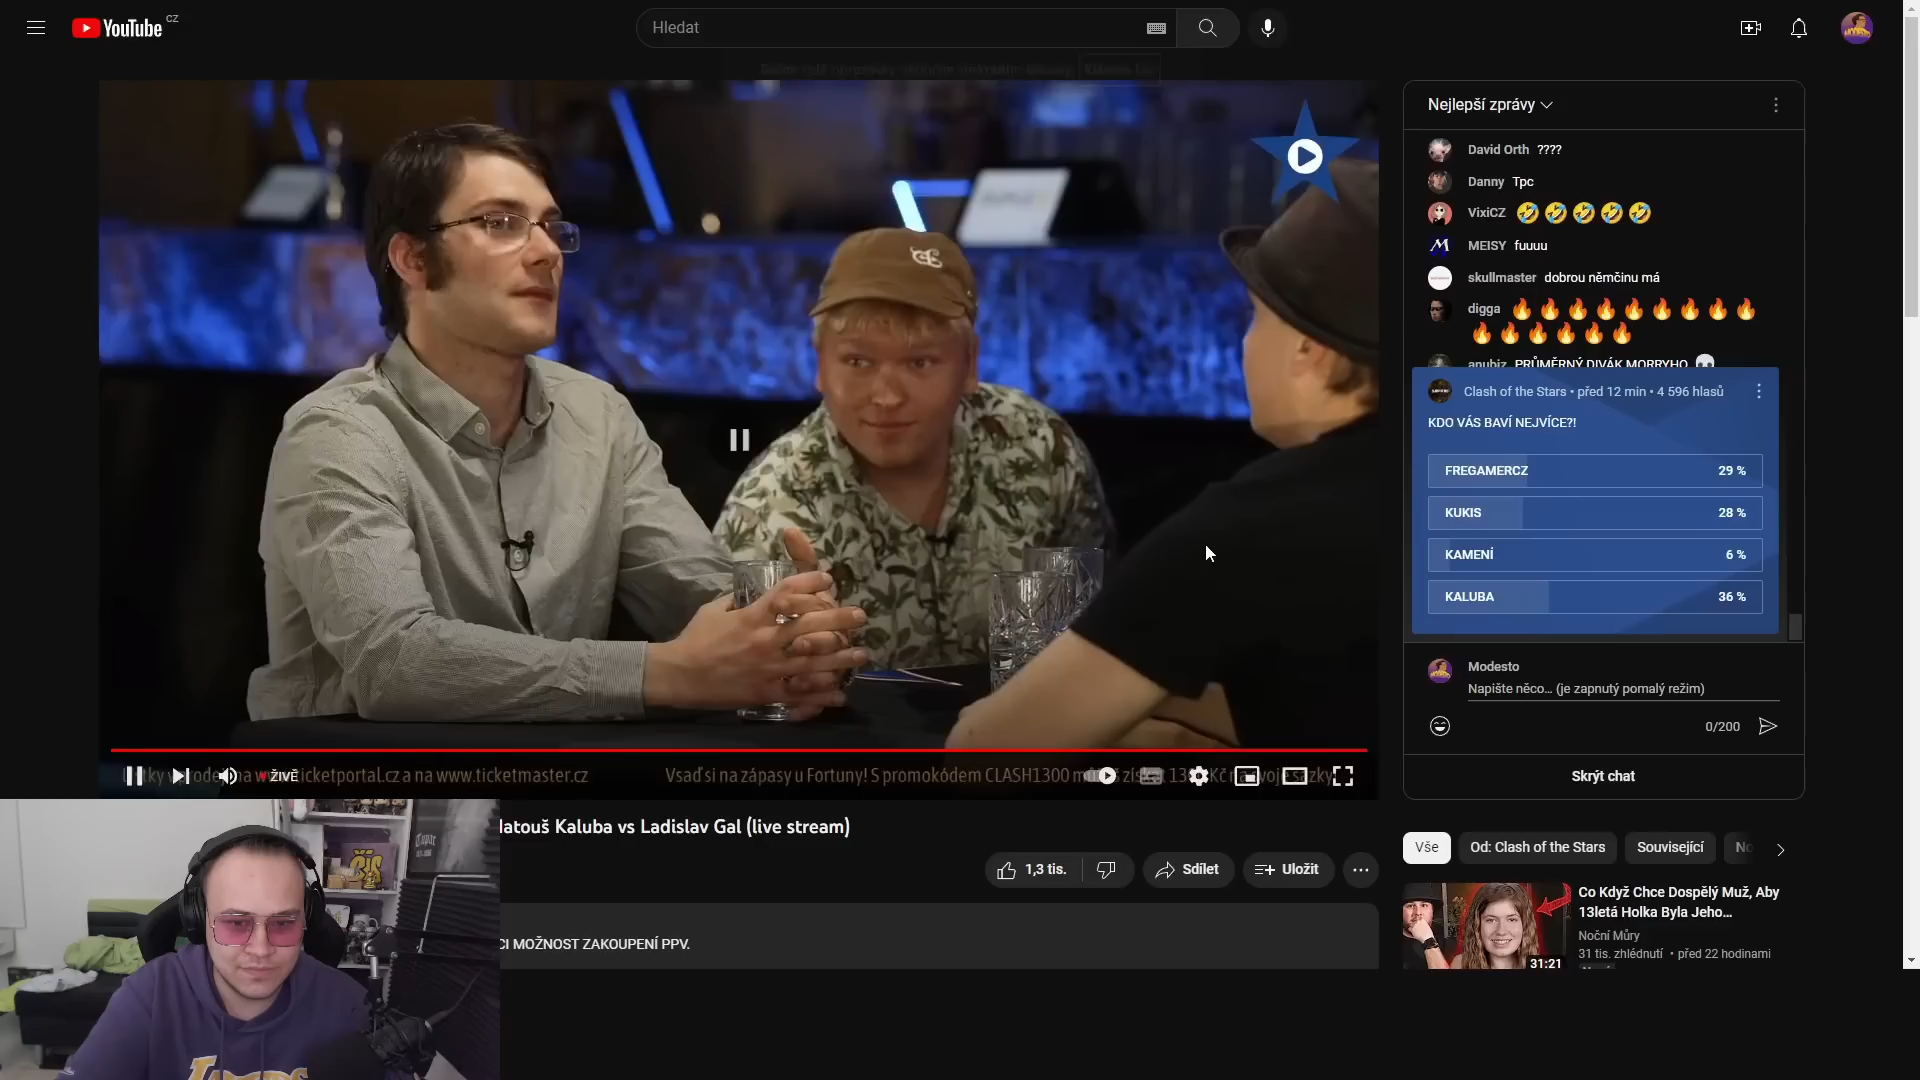 YouTube CZ
Hledat
Nejlepší zprávy
David Orth ????
Danny Tpc
VixiCZ 🤣🤣🤣🤣🤣
MEISY fuuuu
skullmaster dobrou němčinu má
digga 🔥🔥🔥🔥🔥🔥🔥🔥🔥
🔥🔥🔥🔥🔥🔥
anubiz PRŮMĚRNÝ DIVÁK MORRYHO 💀
Clash of the Stars • před 12 min • 4 596 hlasů
KDO VÁS BAVÍ NEJVÍCE?!
FREGAMERCZ 29 %
KUKIS 28 %
KAMENÍ 6 %
KALUBA 36 %
Modesto
Napište něco... (je zapnutý pomalý režim)
0/200
Skrýt chat
ŽIVĚ
ticketportal.cz a na www.ticketmaster.cz
Vsaď si na zápasy u Fortuny! S promokódem CLASH1300
latouš Kaluba vs Ladislav Gal (live stream)
1,3 tis.
Sdílet
Uložit
CI MOŽNOST ZAKOUPENÍ PPV.
Vše
Od: Clash of the Stars
Související
No
Co Když Chce Dospělý Muž, Aby
13letá Holka Byla Jeho...
Noční Můry
31 tis. zhlédnutí • před 22 hodinami
31:21